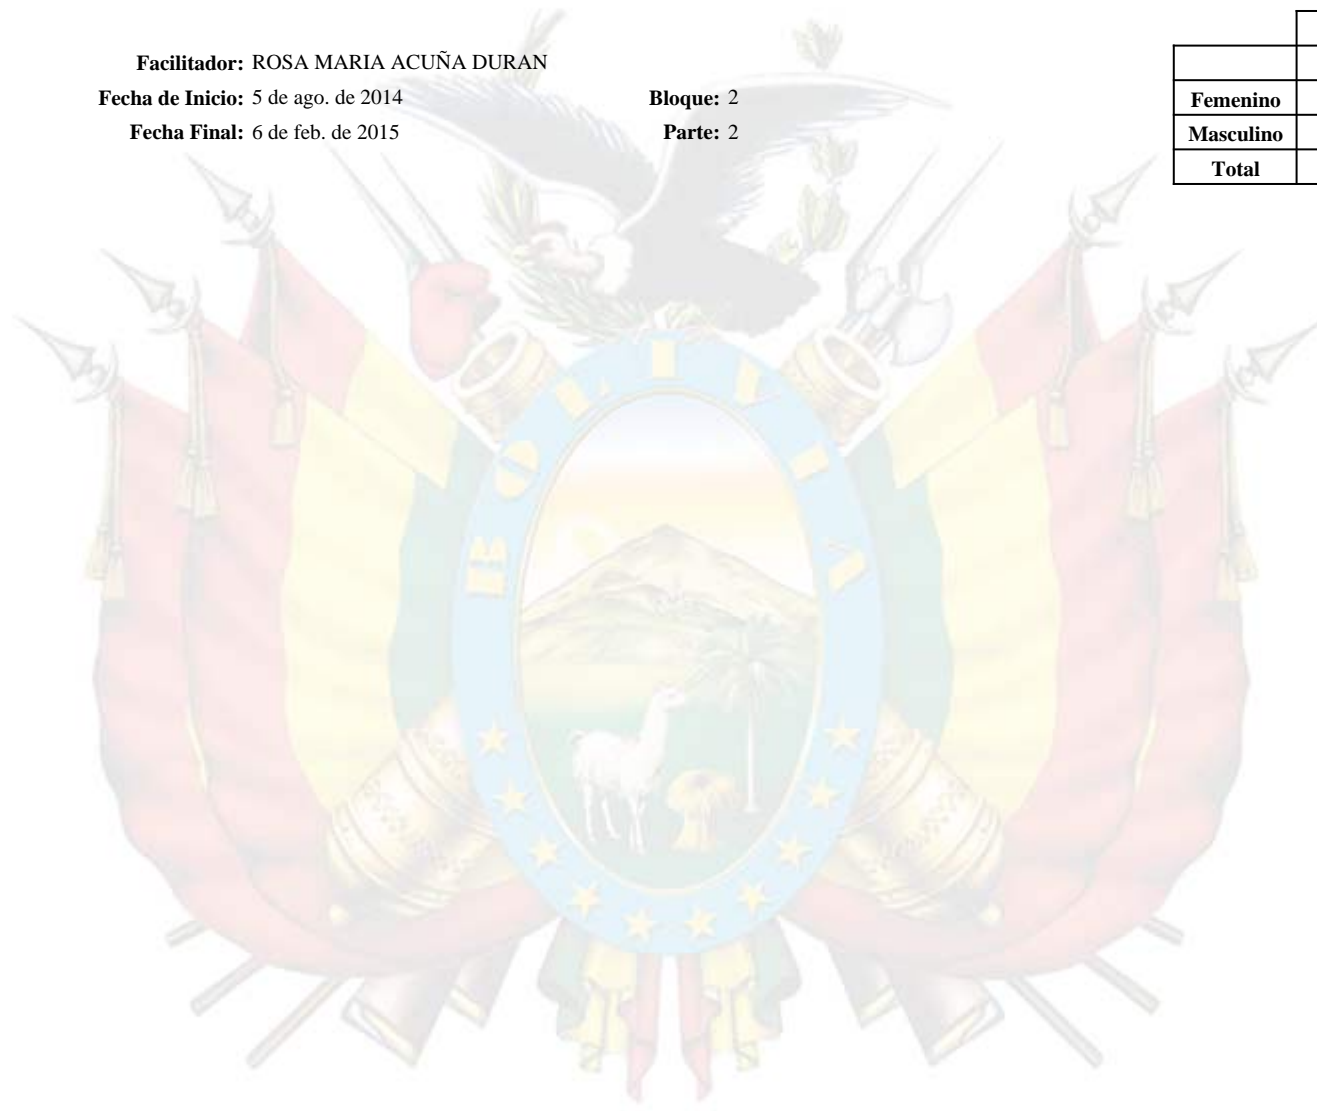 Facilitador: ROSA MARIA ACUÑA DURAN
Fecha de Inicio: 5 de ago. de 2014 Bloque: 2
Fecha Final: 6 de feb. de 2015 Parte: 2
Femenino
Masculino
Total
BOLIVIA